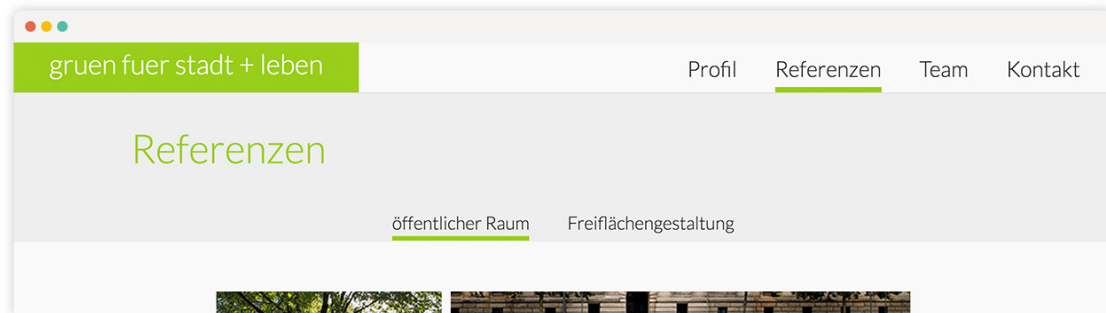 gruen fuer stadt + leben
Profil Referenzen Team Kontakt
Referenzen
öffentlicher Raum Freiflächengestaltung